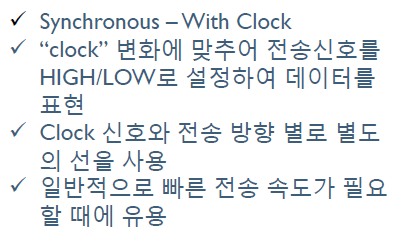 ✓ Synchronous – With Clock
✓ “clock” 변화에 맞추어 전송신호를
HIGH/LOW로 설정하여 데이터를
표현
✓ Clock 신호와 전송 방향 별로 별도
의 선을 사용
✓ 일반적으로 빠른 전송 속도가 필요
할 때에 유용